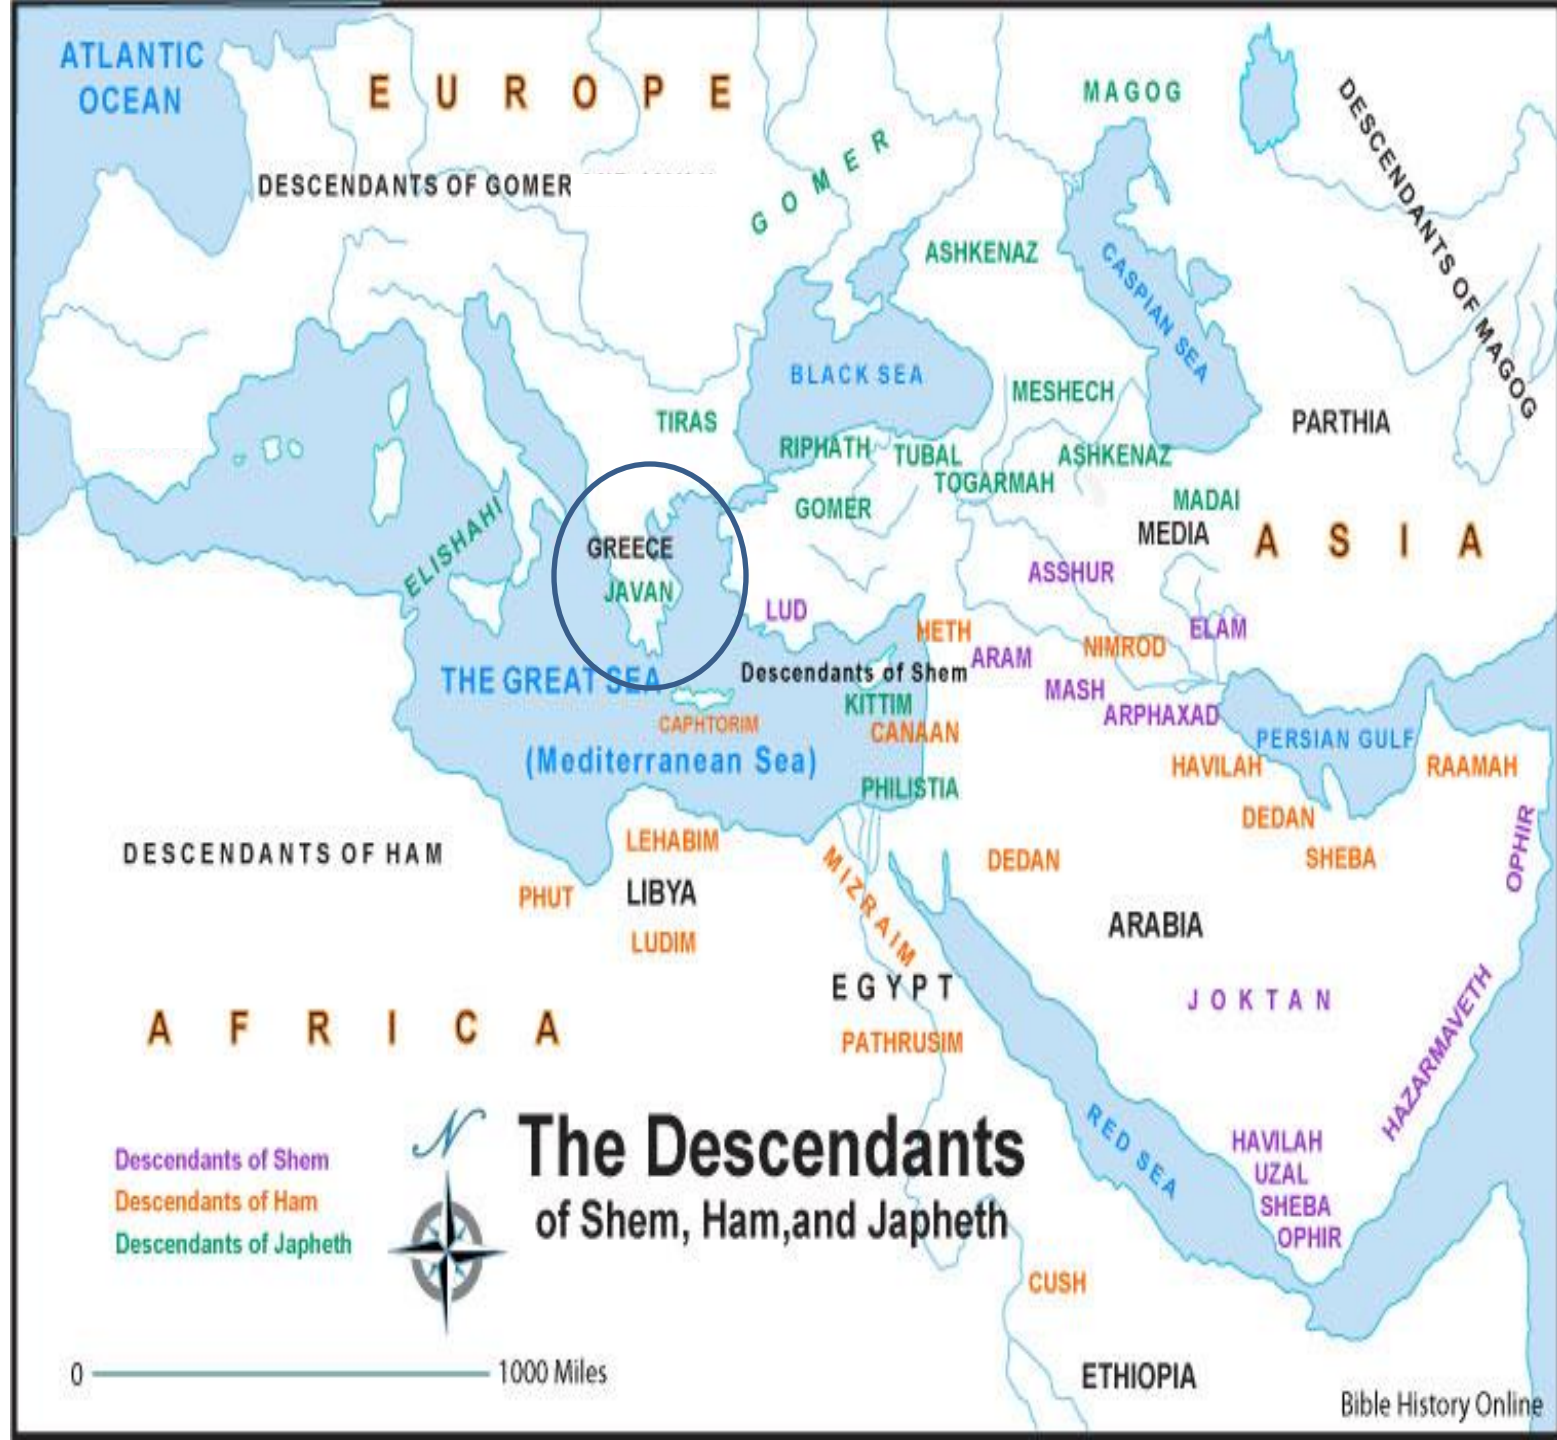 ATLANTIC
OCEAN
EUROPE
MAGOG
DESCENDANTS OF MAGOG
DESCENDANTS OF GOMER
GOMER
ASHKENAZ
CASPIAN SEA
BLACK SEA
MESHECH
TIRAS
PARTHIA
RIPHATH
TUBAL
ASHKENAZ
TOGARMAH
MADAI
GOMER
MEDIA
ASIA
ELISHAHI
GREECE
JAVAN
ASSHUR
LUD
HETH
ELAM
NIMROD
ARAM
THE GREAT SEA
Descendants of Shem
MASH
KITTIM
ARPHAXAD
CAPHTORIM
CANAAN
PERSIAN GULF
(Mediterranean Sea)
HAVILAH
RAAMAH
PHILISTIA
DEDAN
LEHABIM
DESCENDANTS OF HAM
SHEBA
OPHIR
DEDAN
MIZRAIM
PHUT
LIBYA
ARABIA
LUDIM
EGYPT
JOKTAN
AFRICA
PATHRUSIM
HAZARMAVETH
RED SEA
N
The Descendants
of Shem, Ham,and Japheth
HAVILAH
UZAL
SHEBA
OPHIR
Descendants of Shem
Descendants of Ham
Descendants of Japheth
CUSH
0
1000 Miles
ETHIOPIA
Bible History Online